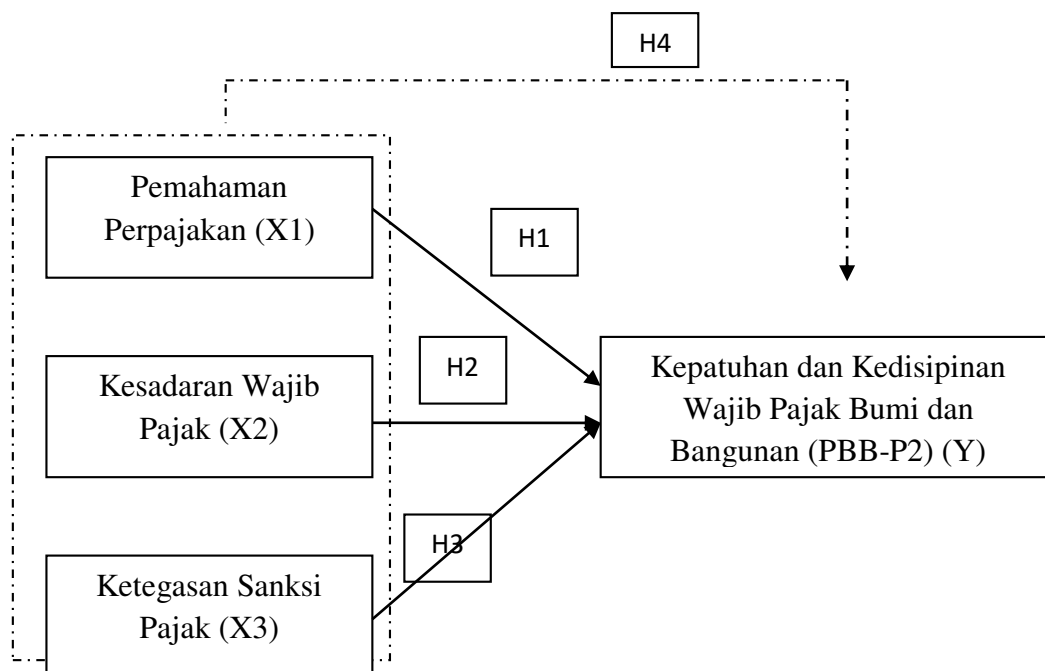 H4
Pemahaman
Perpajakan (X1)
H1
Kesadaran Wajib
Pajak (X2)
H2
Kepatuhan dan Kedisipinan
Wajib Pajak Bumi dan
Bangunan (PBB-P2) (Y)
H3
Ketegasan Sanksi
Pajak (X3)